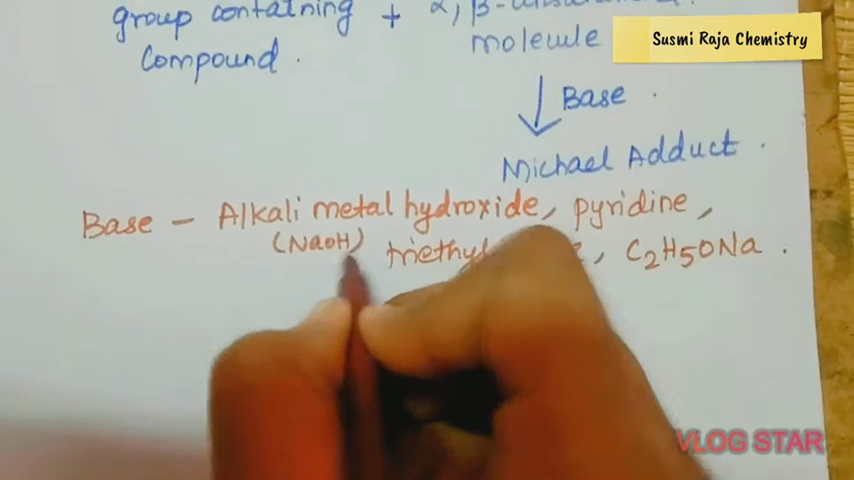 group containing + α, β-
Compound.
molecule
Susmi Raja Chemistry
Base.
Michael Adduct.
Base - Alkali metal hydroxide, pyridine,
(NaOH) , C2H5ONa.
VLOG STAR